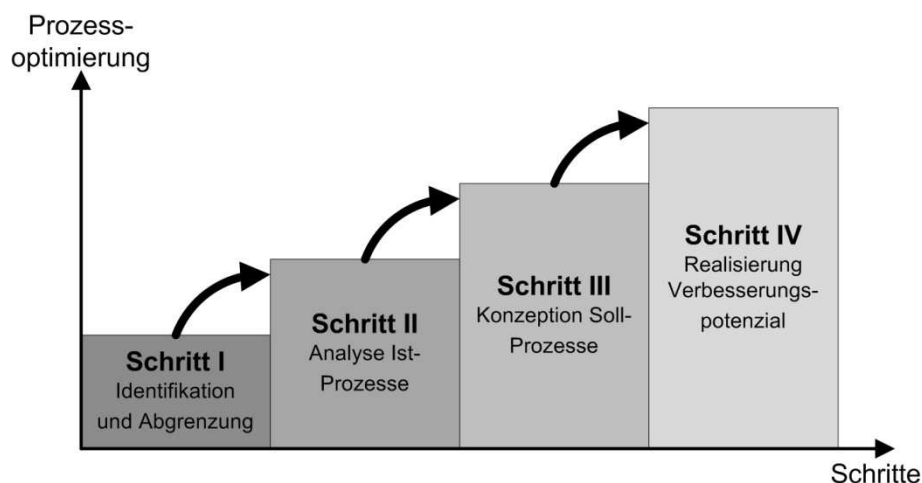 Prozess-
optimierung
Schritt I
Identifikation
und Abgrenzung
Schritt II
Analyse Ist-
Prozesse
Schritt III
Konzeption Soll-
Prozesse
Schritt IV
Realisierung
Verbesserungs-
potenzial
Schritte